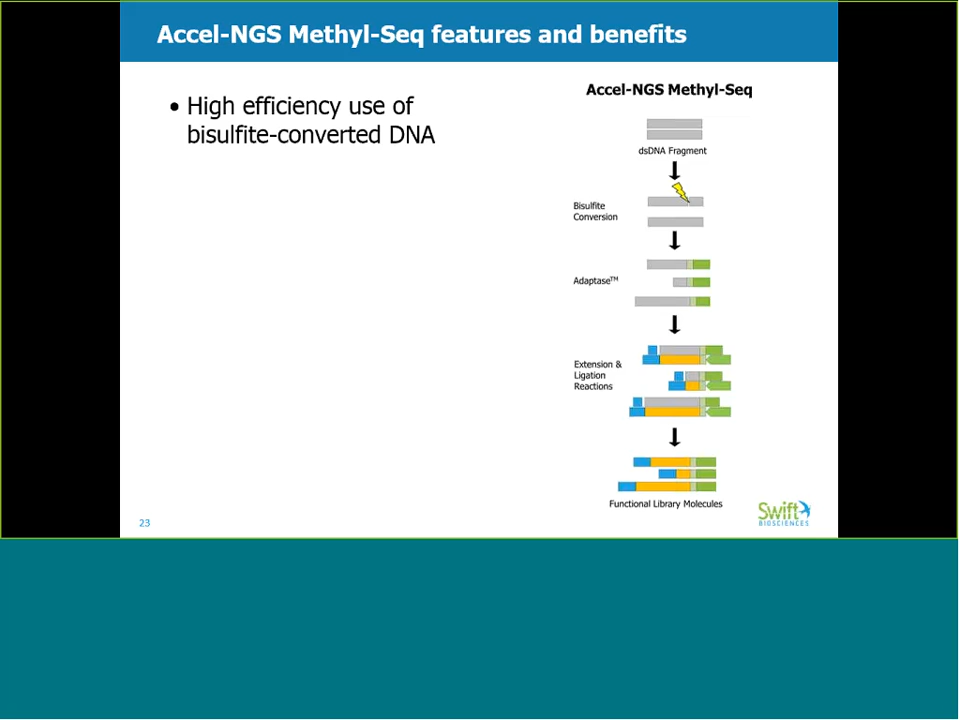 Accel-NGS Methyl-Seq features and benefits
• High efficiency use of
bisulfite-converted DNA
Accel-NGS Methyl-Seq
dsDNA Fragment
Bisulfite
Conversion
Adaptase™
Extension &
Ligation
Reactions
Functional Library Molecules
23
Swift
BIOSCIENCES